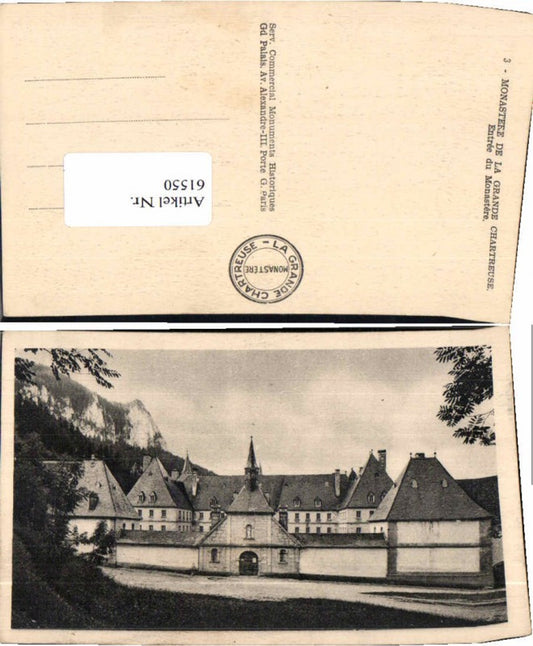 3 - MONASTERE DE LA GRANDE CHARTREUSE.
Entrée du Monastère.
Serv. Commercial Monuments Historiques
Gd Palais. Av. Alexandre-III. Porte G. Paris
LA GRANDE CHARTREUSE -
MONASTERE
Artikel Nr.
61550